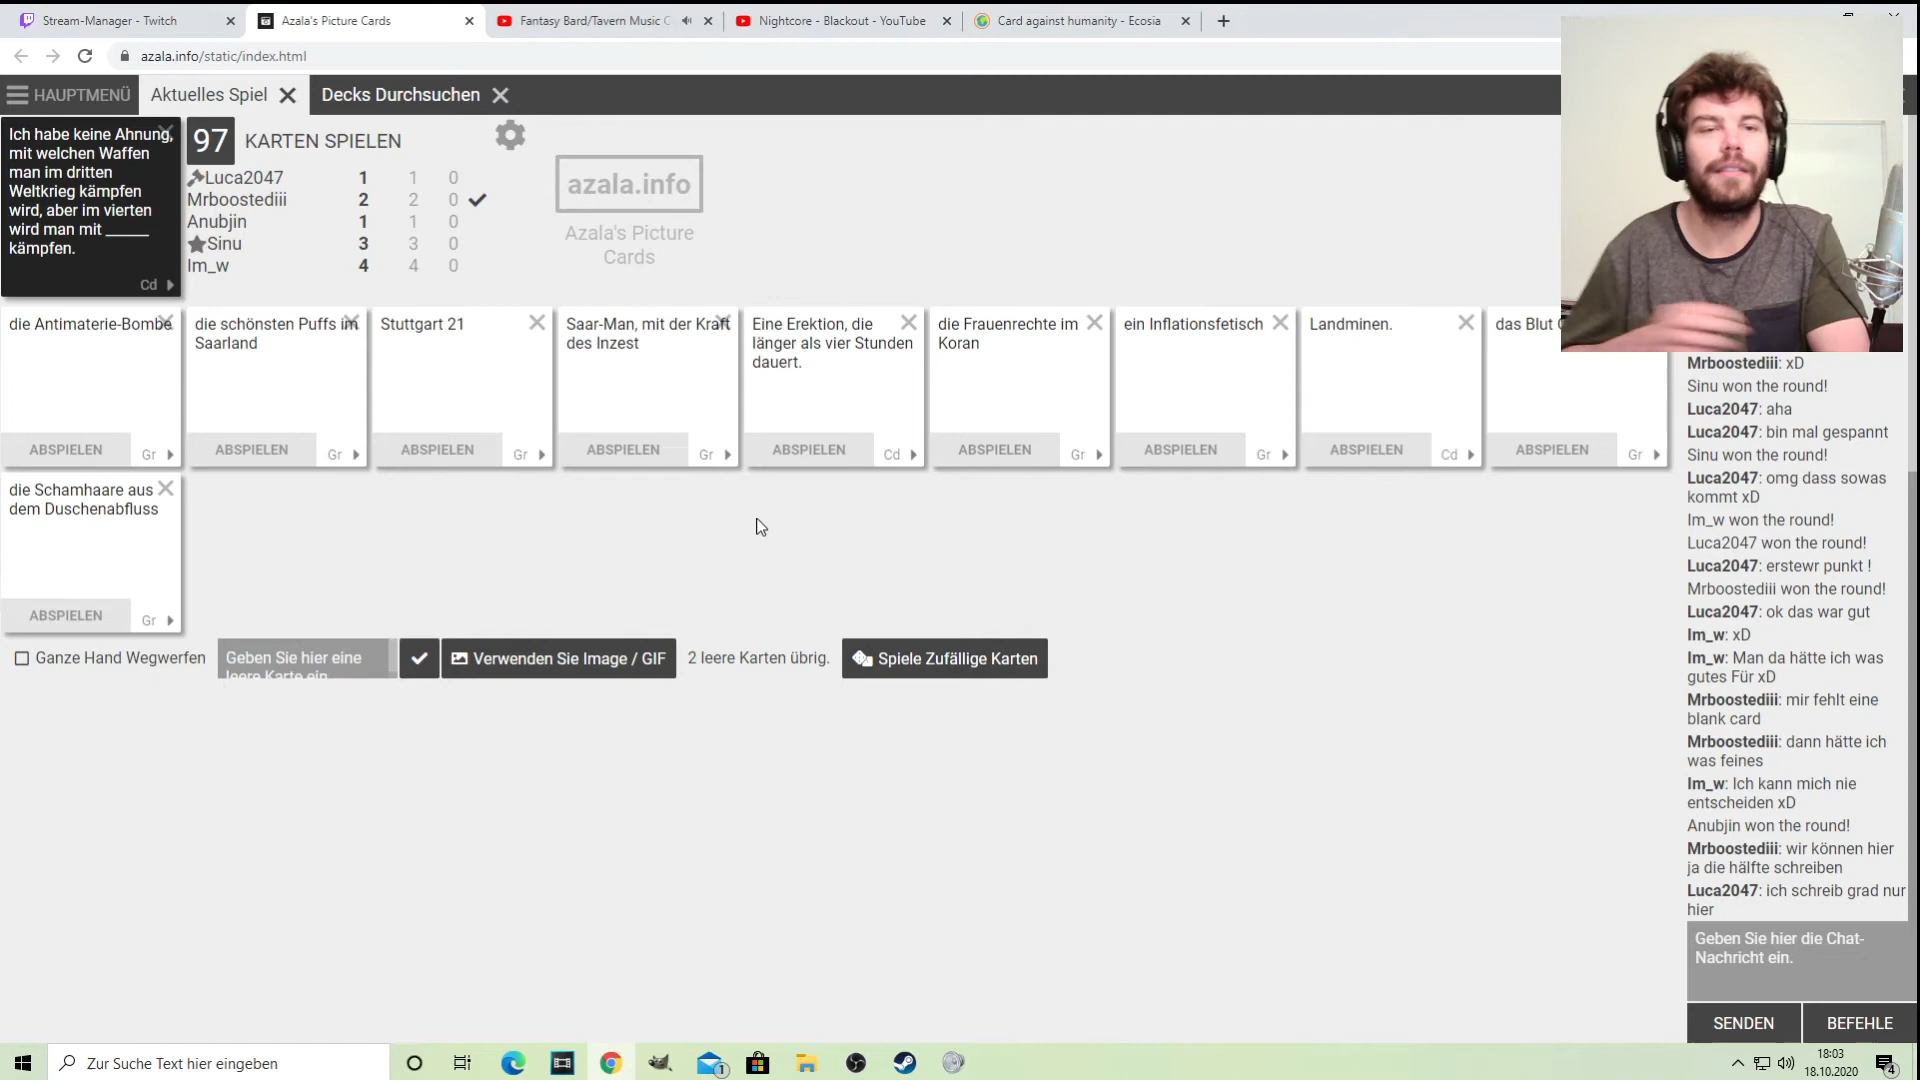 Stream-Manager - Twitch
Azala's Picture Cards
Fantasy Bard/Tavern Music C
Nightcore - Blackout - YouTube
Card against humanity - Ecosia
azala.info/static/index.html
HAUPTMENÜ
Aktuelles Spiel
Decks Durchsuchen
Ich habe keine Ahnung,
mit welchen Waffen
man im dritten
Weltkrieg kämpfen
wird, aber im vierten
wird man mit ______
kämpfen.
Cd
97 KARTEN SPIELEN
Luca2047 1 1 0
Mrboostediii 2 2 0
Anubjin 1 1 0
Sinu 3 3 0
Im_w 4 4 0
azala.info
Azala's Picture
Cards
die Antimaterie-Bombe
ABSPIELEN
Gr
die schönsten Puffs im
Saarland
ABSPIELEN
Gr
Stuttgart 21
ABSPIELEN
Gr
Saar-Man, mit der Kraft
des Inzest
ABSPIELEN
Gr
Eine Erektion, die
länger als vier Stunden
dauert.
ABSPIELEN
Cd
die Frauenrechte im
Koran
ABSPIELEN
Gr
ein Inflationsfetisch
ABSPIELEN
Gr
Landminen.
ABSPIELEN
Cd
das Blut
ABSPIELEN
Gr
die Schamhaare aus
dem Duschenabfluss
ABSPIELEN
Gr
Ganze Hand Wegwerfen
Geben Sie hier eine
leere Karte ein
Verwenden Sie Image / GIF
2 leere Karten übrig.
Spiele Zufällige Karten
Mrboostediii: xD
Sinu won the round!
Luca2047: aha
Luca2047: bin mal gespannt
Sinu won the round!
Luca2047: omg dass sowas
kommt xD
Im_w won the round!
Luca2047 won the round!
Luca2047: erstewr punkt !
Mrboostediii won the round!
Luca2047: ok das war gut
Im_w: xD
Im_w: Man da hätte ich was
gutes Für xD
Mrboostediii: mir fehlt eine
blank card
Mrboostediii: dann hätte ich
was feines
Im_w: Ich kann mich nie
entscheiden xD
Anubjin won the round!
Mrboostediii: wir können hier
ja die hälfte schreiben
Luca2047: ich schreib grad nur
hier
Geben Sie hier die Chat-
Nachricht ein.
SENDEN
BEFEHLE
Zur Suche Text hier eingeben
1
18:03
18.10.2020
4